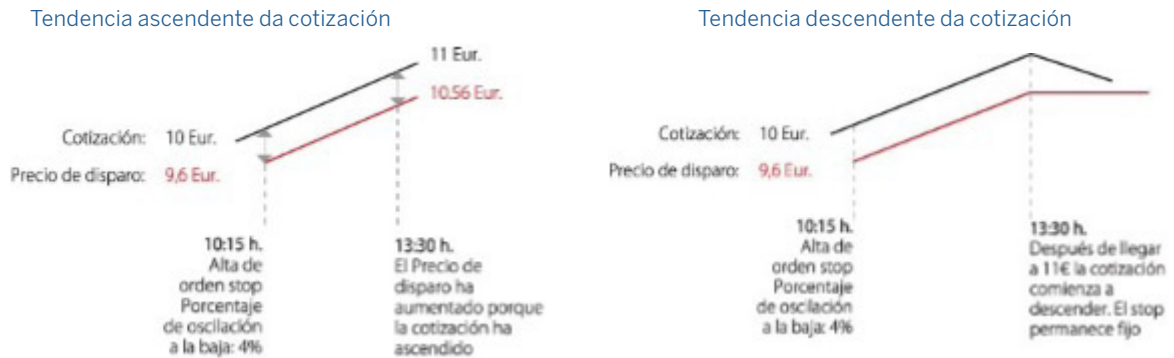 Tendencia ascendente da cotización
11 Eur.
10.56 Eur.
Cotización: 10 Eur.
Precio de disparo: 9,6 Eur.
10:15 h.
Alta de
orden stop
Porcentaje
de oscilación
a la baja: 4%
13:30 h.
El Precio de
disparo ha
aumentado porque
la cotización ha
ascendido
Tendencia descendente da cotización
Cotización: 10 Eur.
Precio de disparo: 9,6 Eur.
10:15 h.
Alta de
orden stop
Porcentaje
de oscilación
a la baja: 4%
13:30 h.
Después de llegar
a 11€ la cotización
comienza a
descender. El stop
permanece fijo